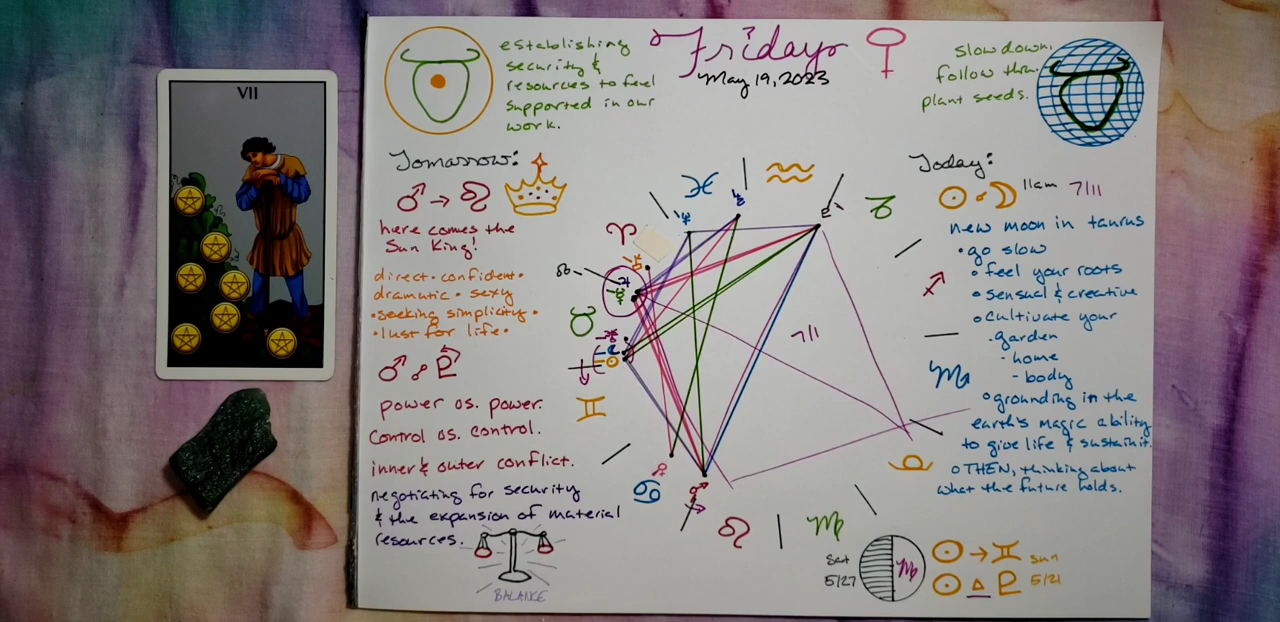 VII
establishing
security &
resources to feel
supported in our
work.
Friday
May 19, 2023
slow down.
follow thru.
plant seeds.
Tomorrow:
♂ → ♌
here comes the
Sun King!
direct • confident •
dramatic • sexy
• seeking simplicity •
• lust for life •
♂ ☍ ♇
power vs. power.
control vs. control.
inner & outer conflict.
negotiating for security
& the expansion of material
resources.
BALANCE
Today:
☉ ☌ ☽ 11am 7//
new moon in taurus
• go slow
• feel your roots
• sensual & creative
• cultivate your
- garden
- home
- body
• grounding in the
earth's magic ability
to give life & sustain it.
• THEN, thinking about
what the future holds.
7//
sat
5/27
☉ → ♊ sun
☉ △ ♇ 5/21